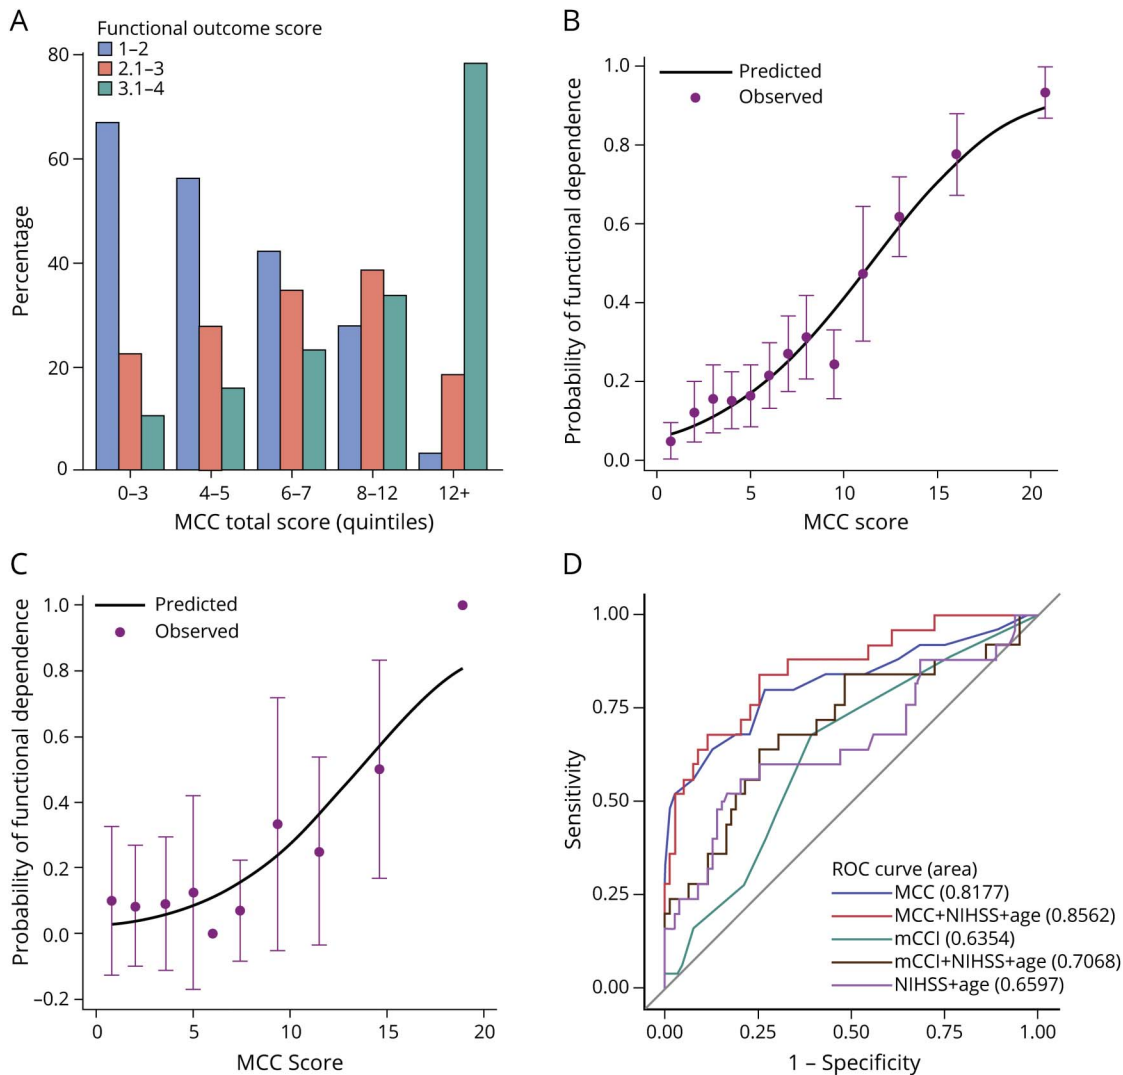 A
Functional outcome score
1–2
2.1–3
3.1–4
80
60
40
20
0
Percentage
0–3
4–5
6–7
8–12
12+
MCC total score (quintiles)
B
Predicted
Observed
1.0
0.8
0.6
0.4
0.2
0.0
Probability of functional dependence
0
5
10
15
20
MCC score
C
Predicted
Observed
1.0
0.8
0.6
0.4
0.2
0.0
–0.2
Probability of functional dependence
0
5
10
15
20
MCC Score
D
1.00
0.75
0.50
0.25
0.00
Sensitivity
ROC curve (area)
MCC (0.8177)
MCC+NIHSS+age (0.8562)
mCCI (0.6354)
mCCI+NIHSS+age (0.7068)
NIHSS+age (0.6597)
0.00
0.25
0.50
0.75
1.00
1 – Specificity